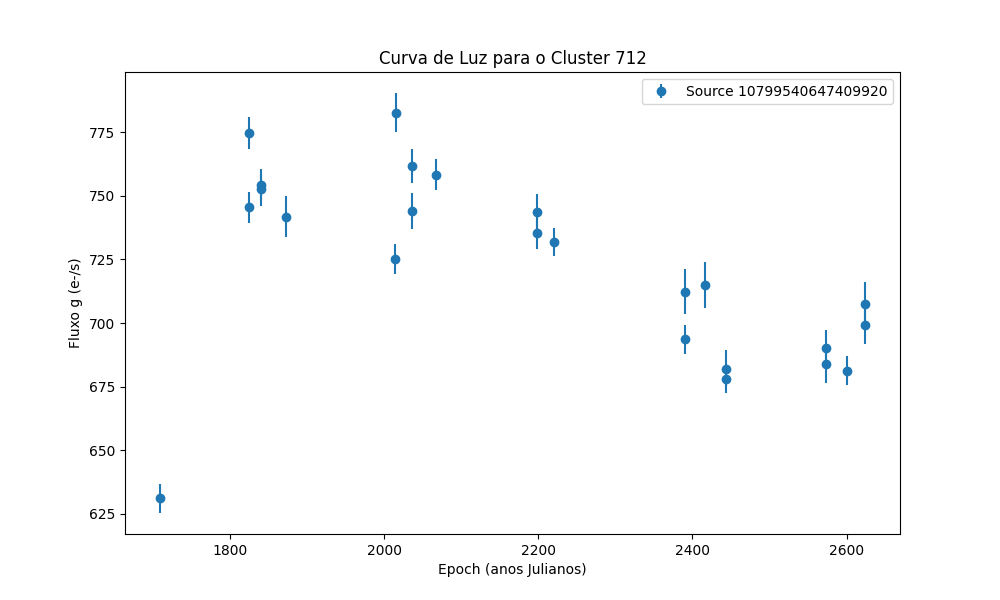 Curva de Luz para o Cluster 712
Source 10799540647409920
Fluxo g (e-/s)
775
750
725
700
675
650
625
1800 2000 2200 2400 2600
Epoch (anos Julianos)